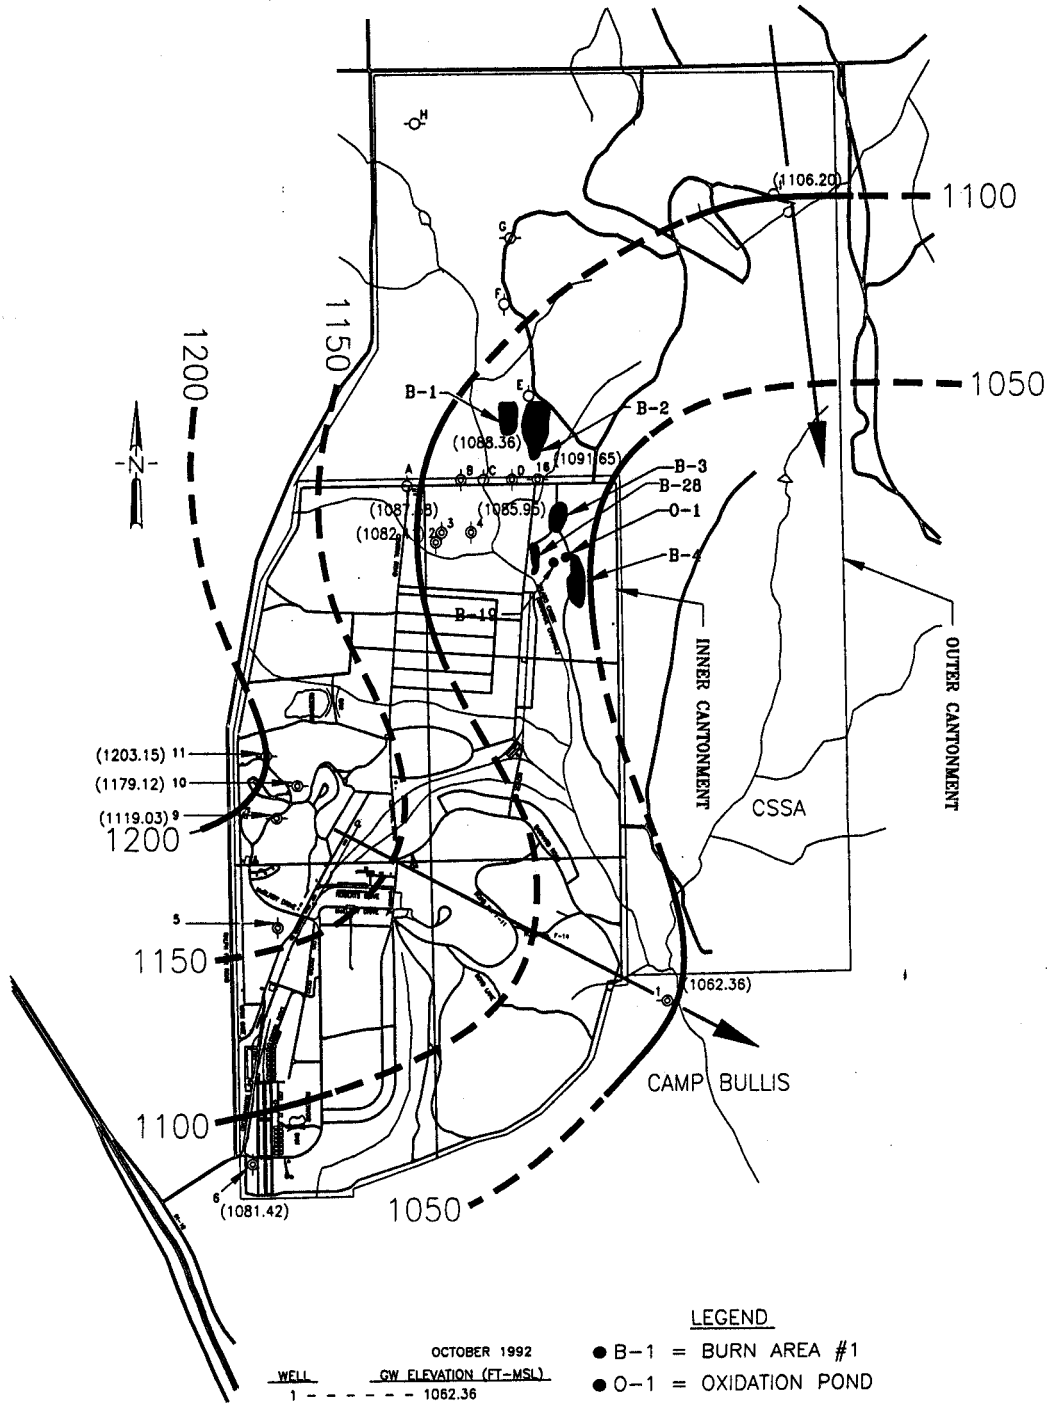 H
(1106.20)
1100
G
F
1150
1200
E
B-1
B-2
1050
(1088.36)
(1091.65)
N
A
B
C
D
16
B-3
B-28
O-1
(1085.95)
3
4
2
B-4
B-19
INNER CANTONMENT
OUTER CANTONMENT
(1203.15) 11
(1179.12) 10
(1119.03) 9
1200
CSSA
5
1150
1
(1062.36)
CAMP BULLIS
1100
6
(1081.42)
1050
LEGEND
B-1 = BURN AREA #1
O-1 = OXIDATION POND
OCTOBER 1992
WELL GW ELEVATION (FT-MSL)
1 - - - - - - 1062.36